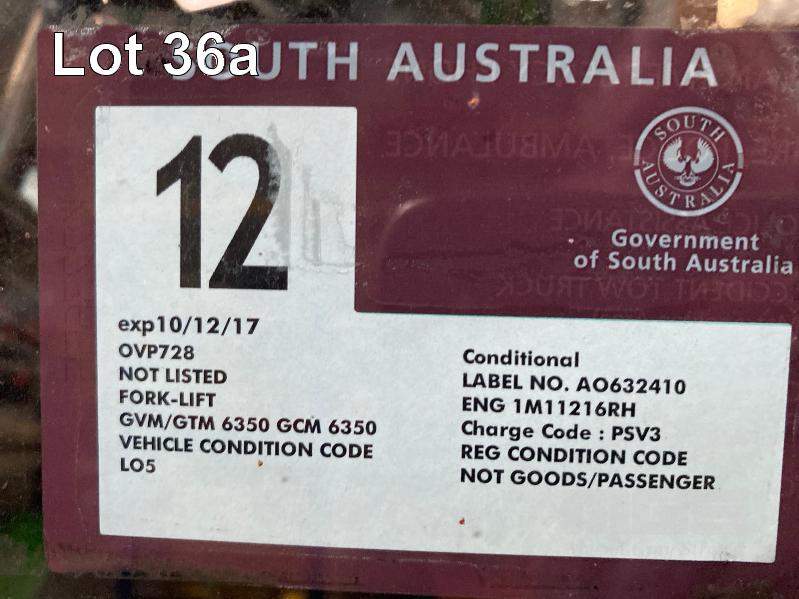 Lot 36a
SOUTH AUSTRALIA
12
SOUTH AUSTRALIA
Government
of South Australia
exp10/12/17
OVP728
NOT LISTED
FORK-LIFT
GVM/GTM 6350 GCM 6350
VEHICLE CONDITION CODE
LO5
Conditional
LABEL NO. AO632410
ENG 1M11216RH
Charge Code : PSV3
REG CONDITION CODE
NOT GOODS/PASSENGER